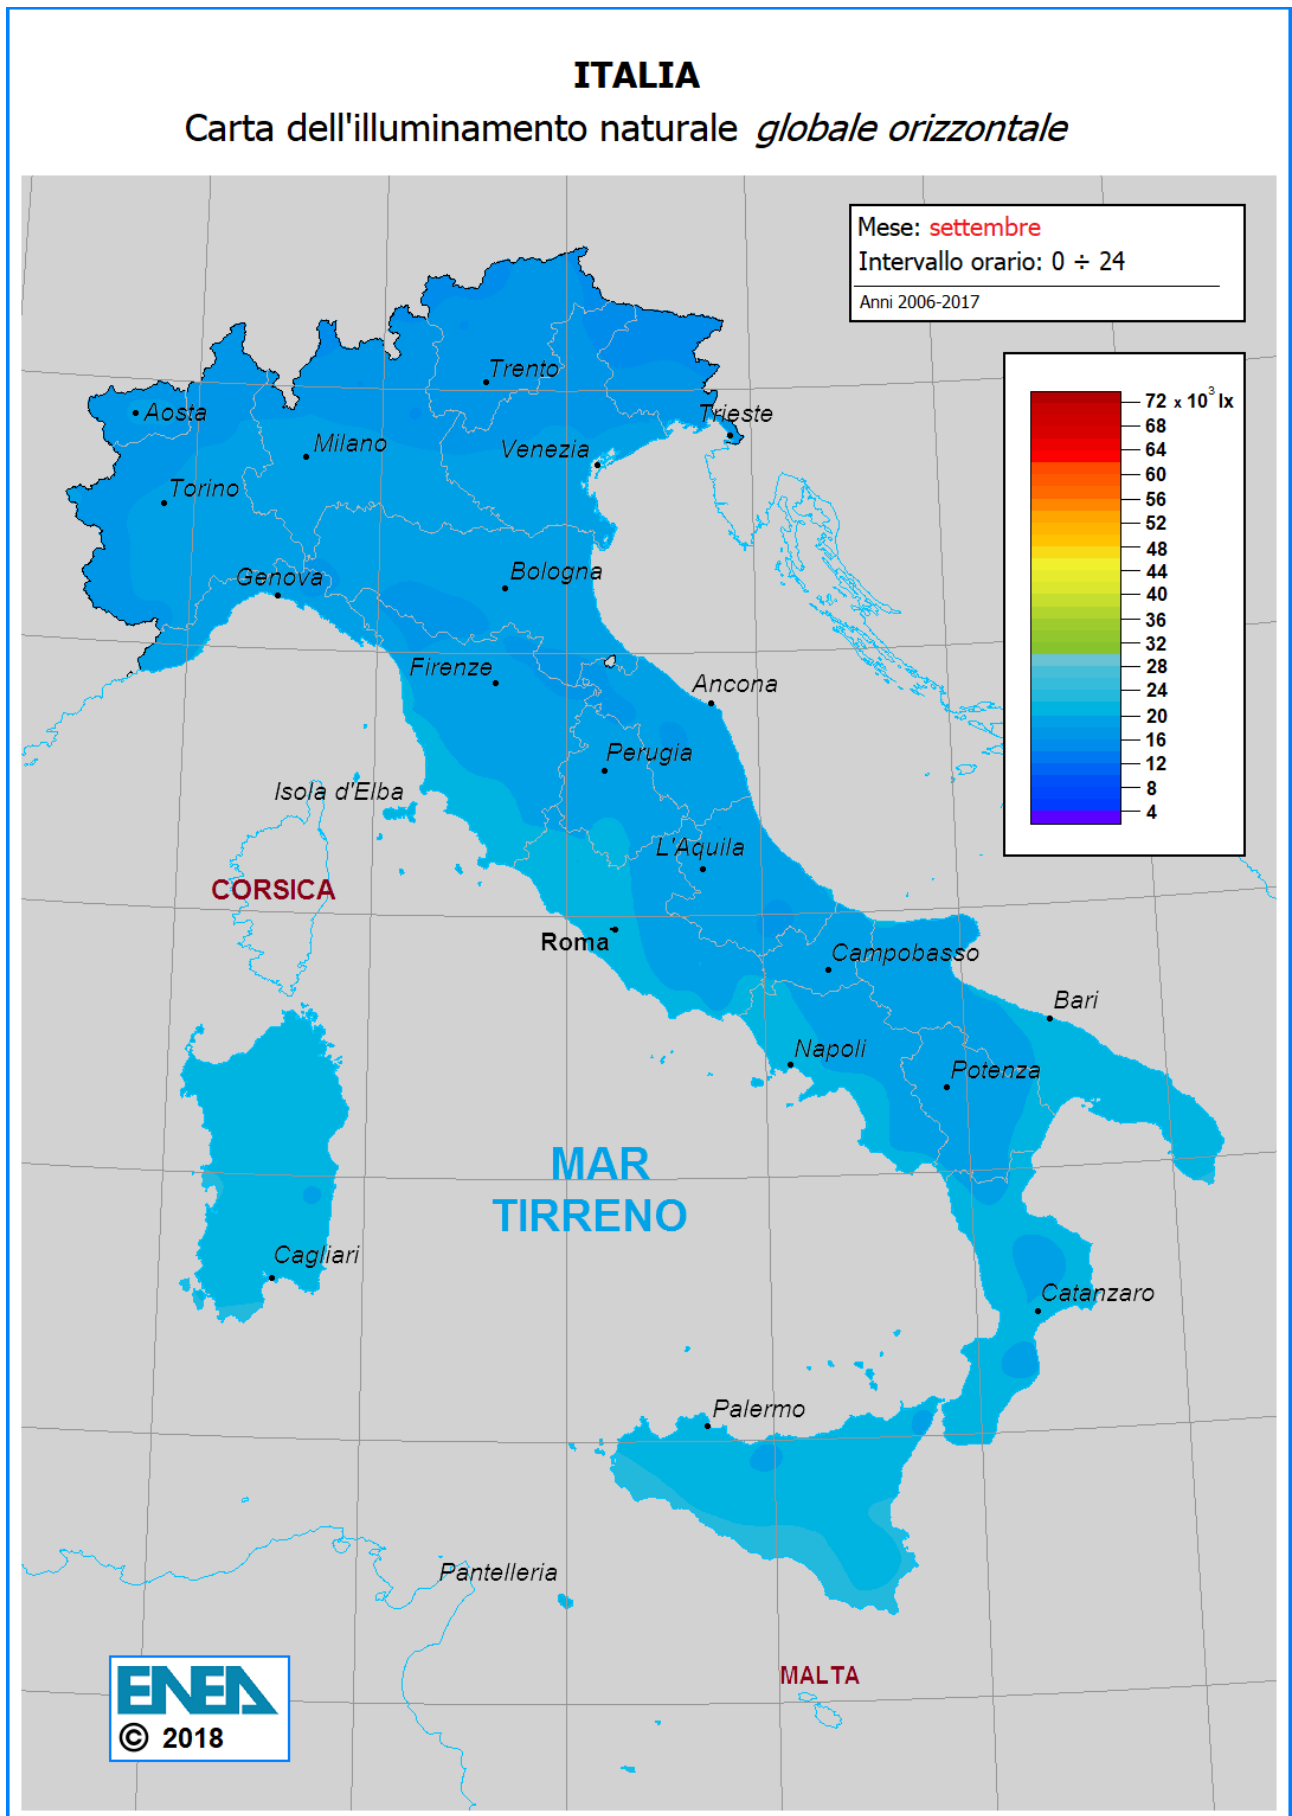 ITALIA
Carta dell'illuminamento naturale globale orizzontale
Mese: settembre
Intervallo orario: 0 ÷ 24
Anni 2006-2017
72 x 10³ lx
68
64
60
56
52
48
44
40
36
32
28
24
20
16
12
8
4
Trento
Aosta
Trieste
Milano
Venezia
Torino
Genova
Bologna
Firenze
Ancona
Perugia
Isola d'Elba
L'Aquila
CORSICA
Roma
Campobasso
Bari
Napoli
Potenza
MAR
TIRRENO
Cagliari
Catanzaro
Palermo
Pantelleria
MALTA
ENEA
© 2018